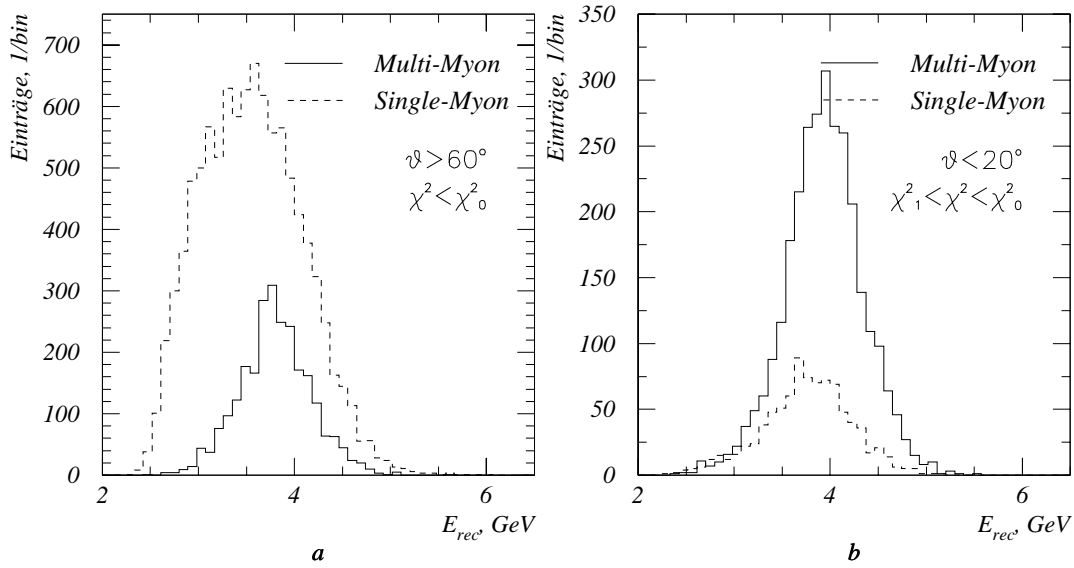 Einträge, 1/bin
700
600
500
400
300
200
100
0
2
4
6
E_rec, GeV
Multi-Myon
Single-Myon
ϑ>60°
χ²<χ²₀
a
Einträge, 1/bin
350
300
250
200
150
100
50
0
2
4
6
E_rec, GeV
Multi-Myon
Single-Myon
ϑ<20°
χ²₁<χ²<χ²₀
b